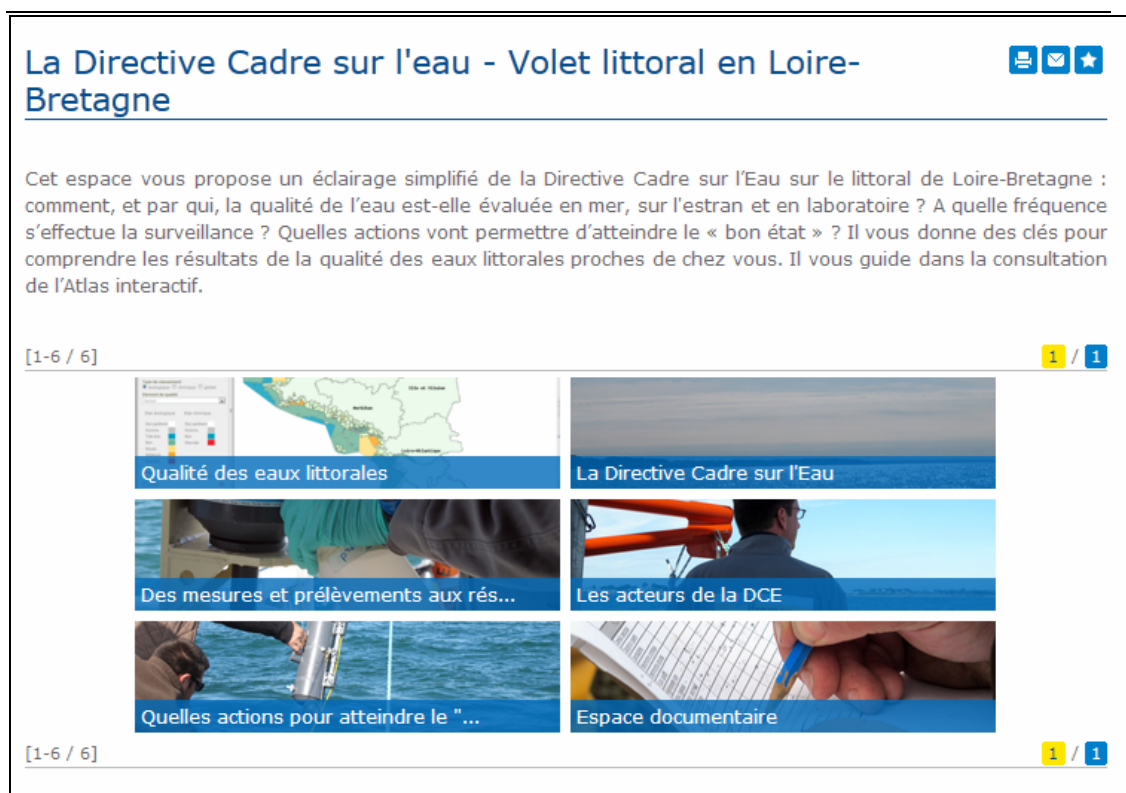 La Directive Cadre sur l'eau - Volet littoral en Loire-
Bretagne
Cet espace vous propose un éclairage simplifié de la Directive Cadre sur l’Eau sur le littoral de Loire-Bretagne :
comment, et par qui, la qualité de l’eau est-elle évaluée en mer, sur l'estran et en laboratoire ? A quelle fréquence
s’effectue la surveillance ? Quelles actions vont permettre d’atteindre le « bon état » ? Il vous donne des clés pour
comprendre les résultats de la qualité des eaux littorales proches de chez vous. Il vous guide dans la consultation
de l’Atlas interactif.
[1-6 / 6]
1 / 1
Ille et Vilaine
Morbihan
Loire-Atlantique
Qualité des eaux littorales
La Directive Cadre sur l'Eau
Des mesures et prélèvements aux rés...
Les acteurs de la DCE
Quelles actions pour atteindre le "...
Espace documentaire
[1-6 / 6]
1 / 1